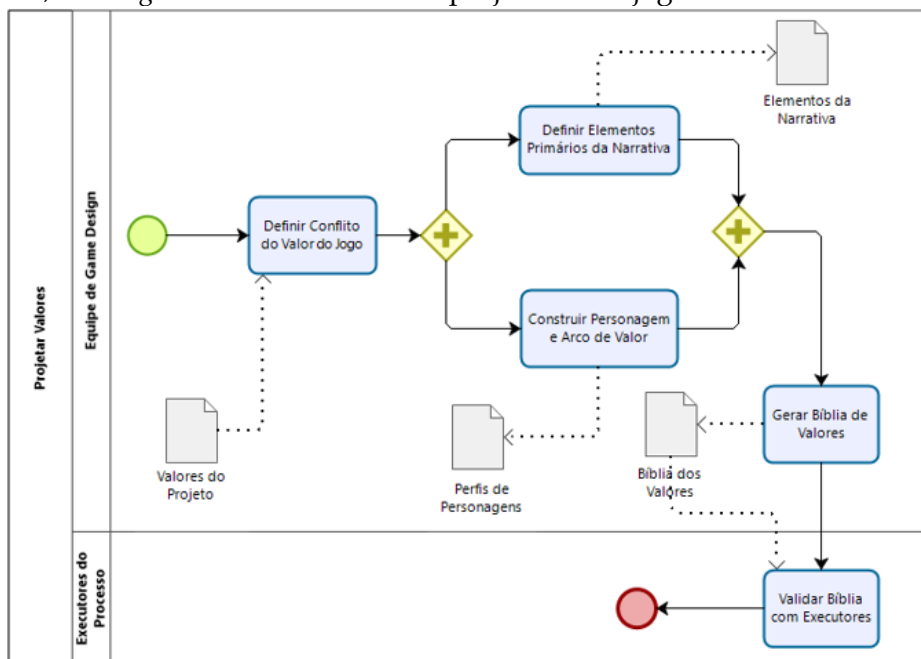 Projetar Valores
Equipe de Game Design
Elementos da
Narrativa
Definir Elementos
Primários da Narrativa
Definir Conflito
do Valor do Jogo
Construir Personagem
e Arco de Valor
Gerar Bíblia de
Valores
Valores do
Projeto
Perfis de
Personagens
Bíblia dos
Valores
Executores do
Processo
Validar Bíblia
com Executores